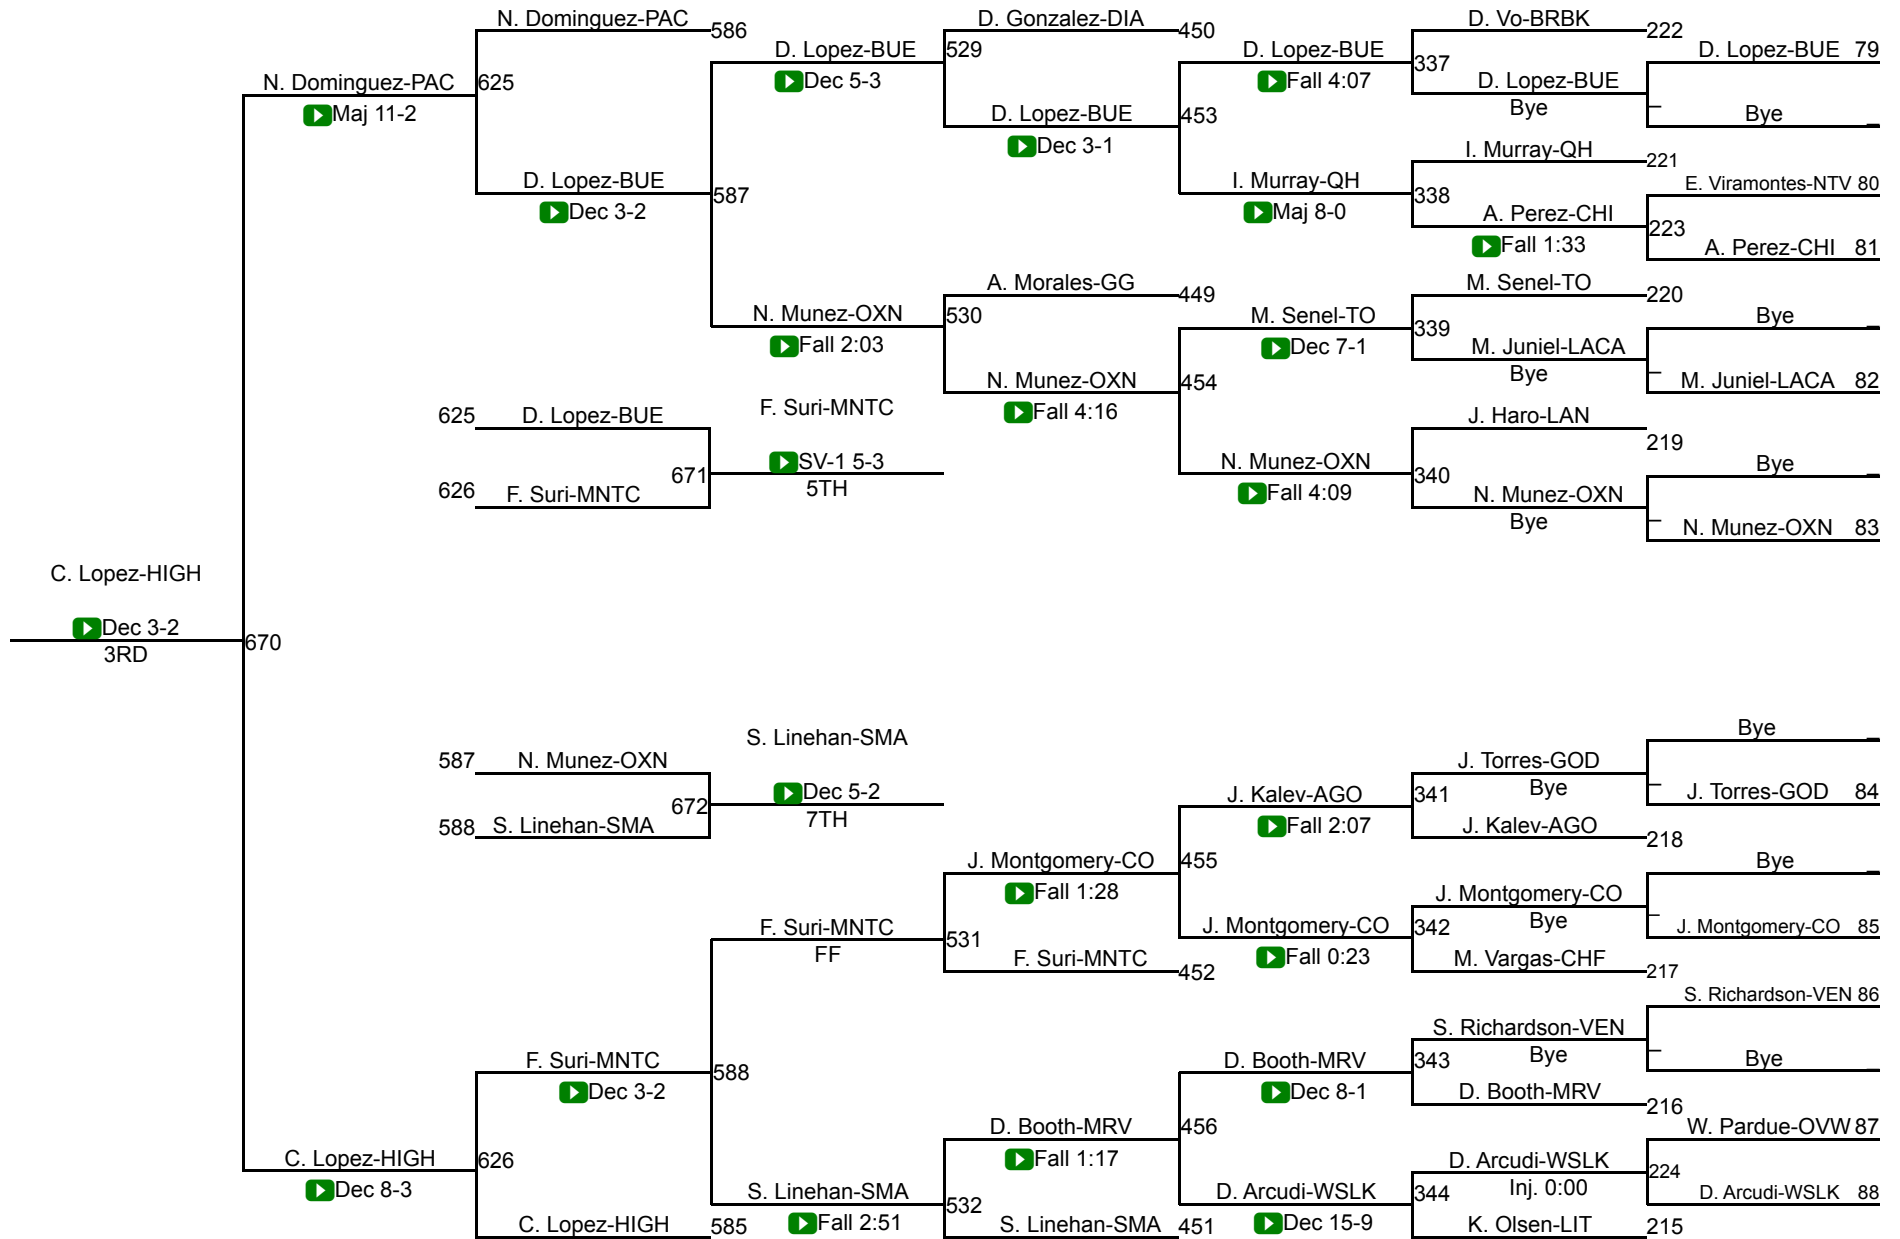 N. Dominguez-PAC
586
D. Gonzalez-DIA
450
D. Vo-BRBK
222
D. Lopez-BUE
529
Dec 5-3
D. Lopez-BUE
337
Fall 4:07
D. Lopez-BUE 79
N. Dominguez-PAC
625
Maj 11-2
D. Lopez-BUE
Bye
Bye
D. Lopez-BUE
453
Dec 3-1
I. Murray-QH
221
D. Lopez-BUE
587
Dec 3-2
I. Murray-QH
338
Maj 8-0
E. Viramontes-NTV 80
A. Perez-CHI
223
Fall 1:33
A. Perez-CHI 81
A. Morales-GG
449
M. Senel-TO
220
N. Munez-OXN
530
Fall 2:03
M. Senel-TO
339
Dec 7-1
Bye
M. Juniel-LACA
Bye
N. Munez-OXN
454
Fall 4:16
M. Juniel-LACA 82
625
D. Lopez-BUE
F. Suri-MNTC
J. Haro-LAN
219
626
F. Suri-MNTC
671
SV-1 5-3
5TH
N. Munez-OXN
340
Fall 4:09
Bye
N. Munez-OXN
Bye
N. Munez-OXN 83
C. Lopez-HIGH
Dec 3-2
3RD
670
587
N. Munez-OXN
S. Linehan-SMA
588
S. Linehan-SMA
672
Dec 5-2
7TH
Bye
J. Torres-GOD
Bye
J. Torres-GOD 84
J. Kalev-AGO
341
Fall 2:07
J. Kalev-AGO
218
J. Montgomery-CO
455
Fall 1:28
Bye
J. Montgomery-CO
Bye
J. Montgomery-CO 85
F. Suri-MNTC
531
FF
J. Montgomery-CO
342
Fall 0:23
F. Suri-MNTC
452
M. Vargas-CHF
217
S. Richardson-VEN 86
S. Richardson-VEN
Bye
Bye
F. Suri-MNTC
588
Dec 3-2
D. Booth-MRV
343
Dec 8-1
D. Booth-MRV
216
D. Booth-MRV
456
Fall 1:17
W. Pardue-OVW 87
C. Lopez-HIGH
626
Dec 8-3
D. Arcudi-WSLK
224
Inj. 0:00
D. Arcudi-WSLK 88
S. Linehan-SMA
532
Fall 2:51
D. Arcudi-WSLK
344
Dec 15-9
C. Lopez-HIGH
585
S. Linehan-SMA
451
K. Olsen-LIT
215